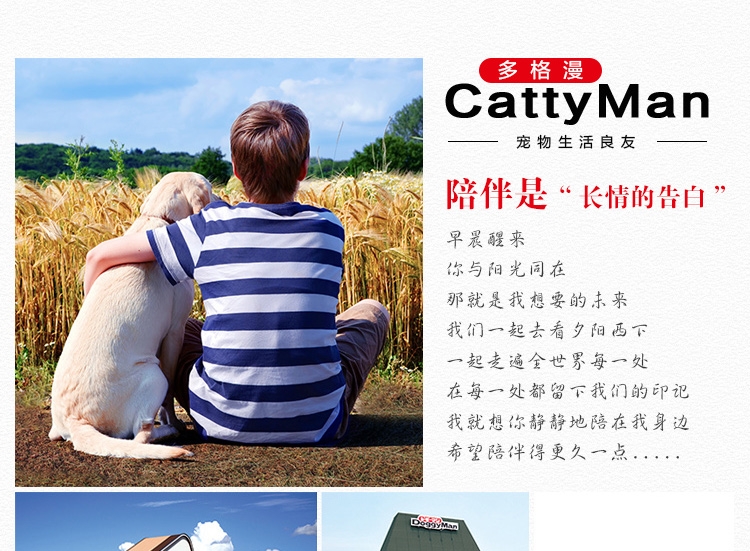 多格漫
CattyMan
宠物生活良友
陪伴是“长情的告白”
早晨醒来
你与阳光同在
那就是我想要的未来
我们一起去看夕阳西下
一起走遍全世界每一处
在每一处都留下我们的印记
我就想你静静地陪在我身边
希望陪伴得更久一点.....
DoggyMan